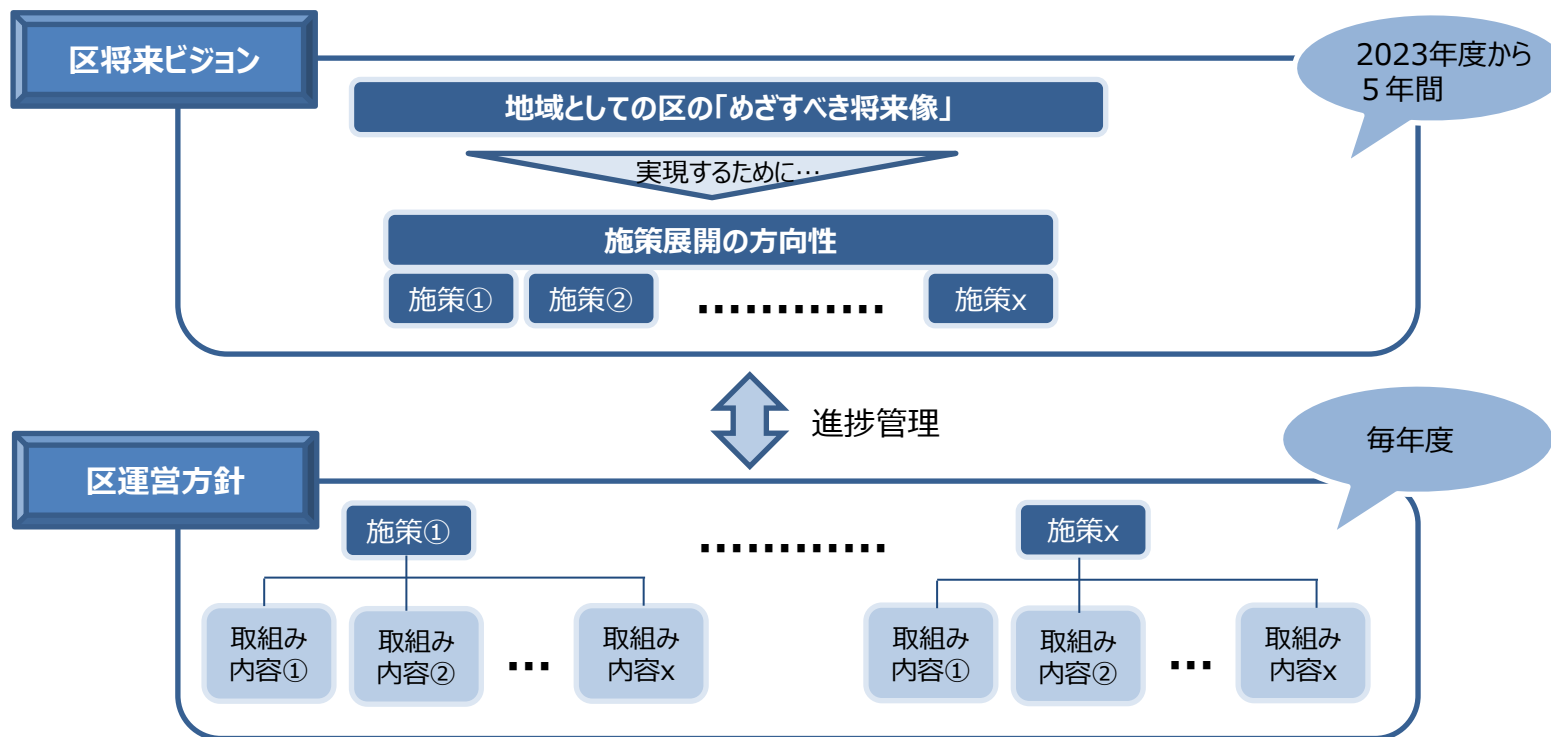 区将来ビジョン
2023年度から
５年間
地域としての区の「めざすべき将来像」
実現するために…
施策展開の方向性
施策①
施策②
…………
施策x
進捗管理
区運営方針
毎年度
施策①
…………
施策x
取組み
内容①
取組み
内容②
…
取組み
内容x
取組み
内容①
取組み
内容②
…
取組み
内容x